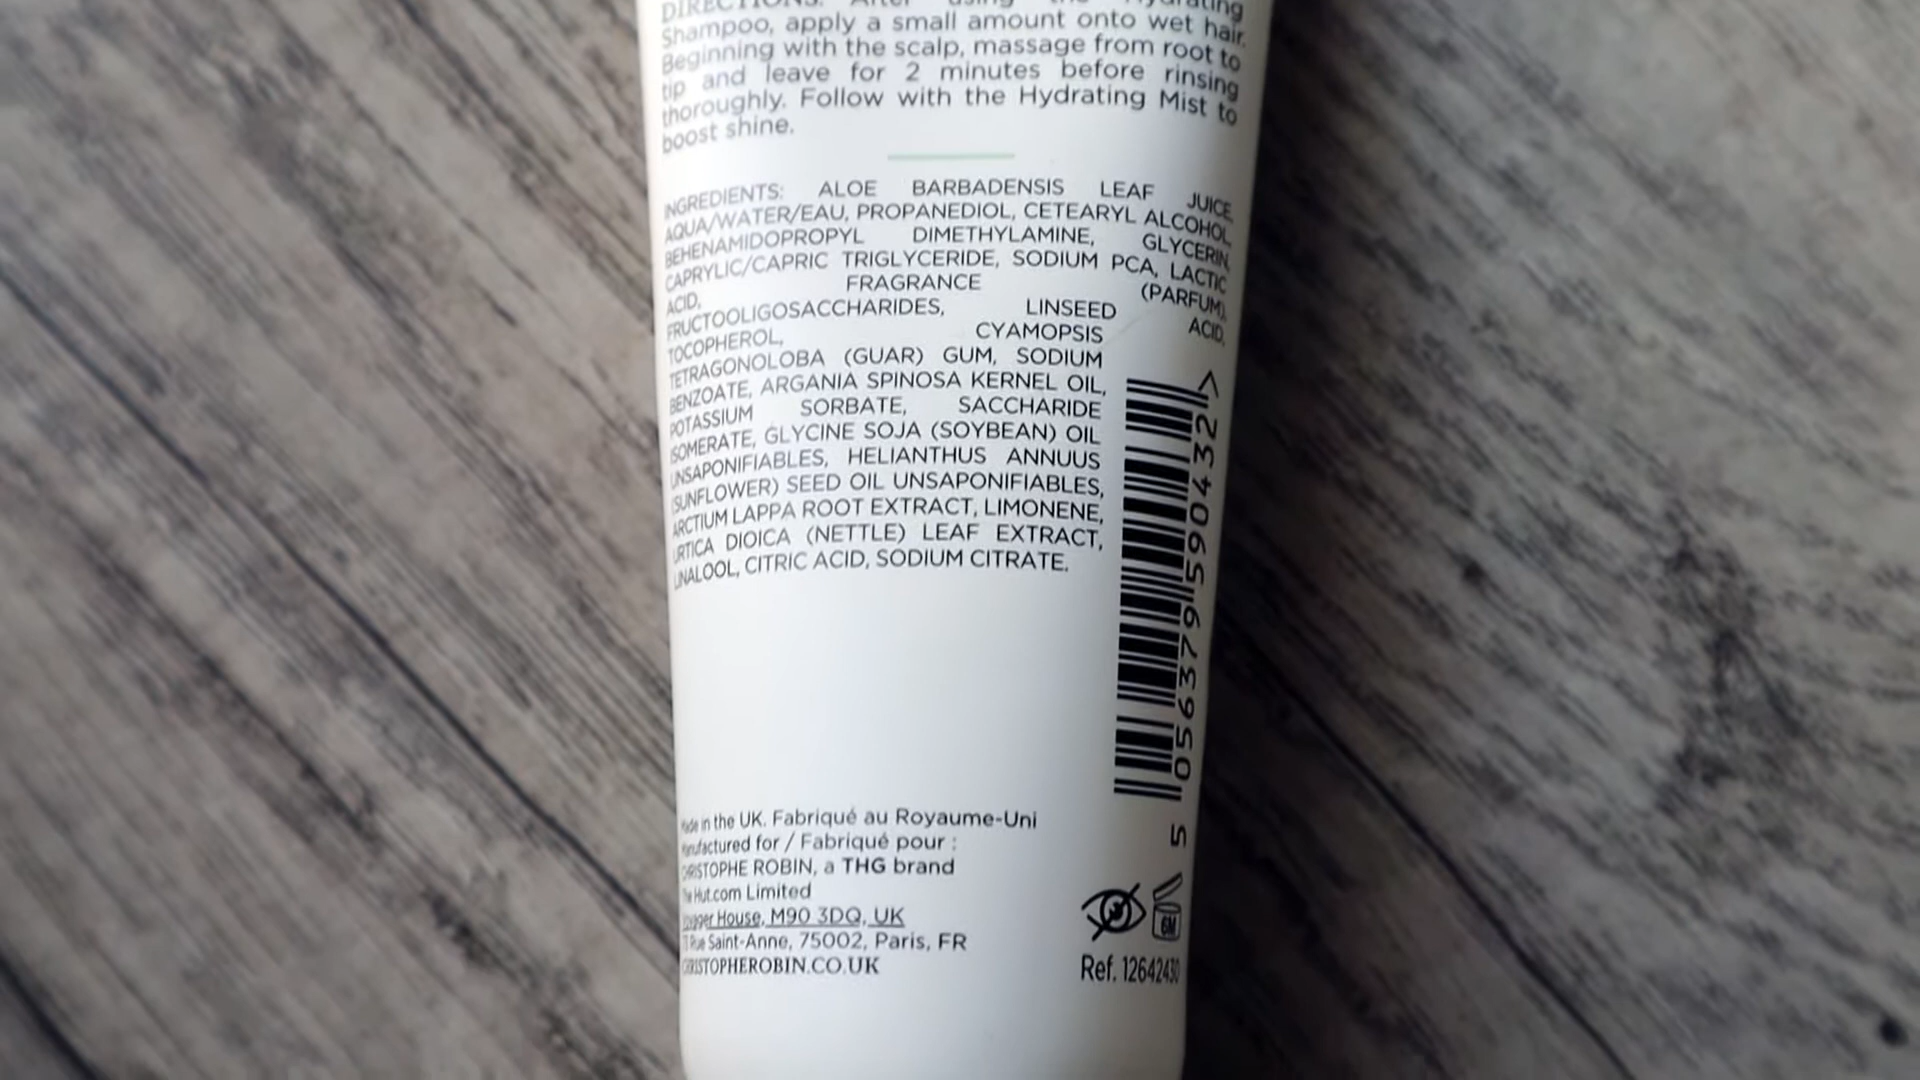 DIRECTIONS: After using the Hydrating
Shampoo, apply a small amount onto wet hair.
Beginning with the scalp, massage from root to
tip and leave for 2 minutes before rinsing
thoroughly. Follow with the Hydrating Mist to
boost shine.
INGREDIENTS: ALOE BARBADENSIS LEAF JUICE,
AQUA/WATER/EAU, PROPANEDIOL, CETEARYL ALCOHOL,
BEHENAMIDOPROPYL DIMETHYLAMINE, GLYCERIN,
CAPRYLIC/CAPRIC TRIGLYCERIDE, SODIUM PCA, LACTIC
ACID, FRAGRANCE (PARFUM),
FRUCTOOLIGOSACCHARIDES, LINSEED ACID,
TOCOPHEROL, CYAMOPSIS
TETRAGONOLOBA (GUAR) GUM, SODIUM
BENZOATE, ARGANIA SPINOSA KERNEL OIL,
POTASSIUM SORBATE, SACCHARIDE
ISOMERATE, GLYCINE SOJA (SOYBEAN) OIL
UNSAPONIFIABLES, HELIANTHUS ANNUUS
(SUNFLOWER) SEED OIL UNSAPONIFIABLES,
ARCTIUM LAPPA ROOT EXTRACT, LIMONENE,
URTICA DIOICA (NETTLE) LEAF EXTRACT,
LINALOOL, CITRIC ACID, SODIUM CITRATE.
5 056379 590432 >
Made in the UK. Fabriqué au Royaume-Uni
Manufactured for / Fabriqué pour :
CHRISTOPHE ROBIN, a THG brand
The Hut.com Limited
Voyager House, M90 3DQ, UK
Rue Saint-Anne, 75002, Paris, FR
CHRISTOPHEROBIN.CO.UK
6M
Ref. 12642430